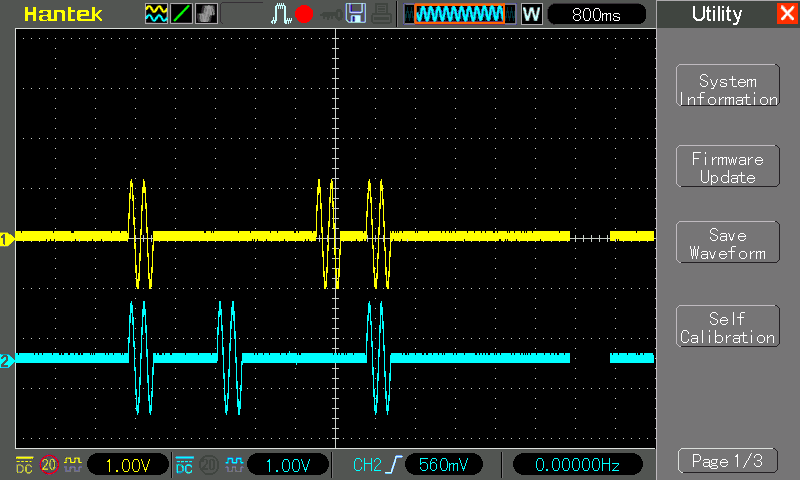 Hantek
W
800ms
Utility
System
Information
Firmware
Update
Save
Waveform
Self
Calibration
1
2
DC
20
1.00V
DC
20
1.00V
CH2
560mV
0.00000Hz
Page 1/3